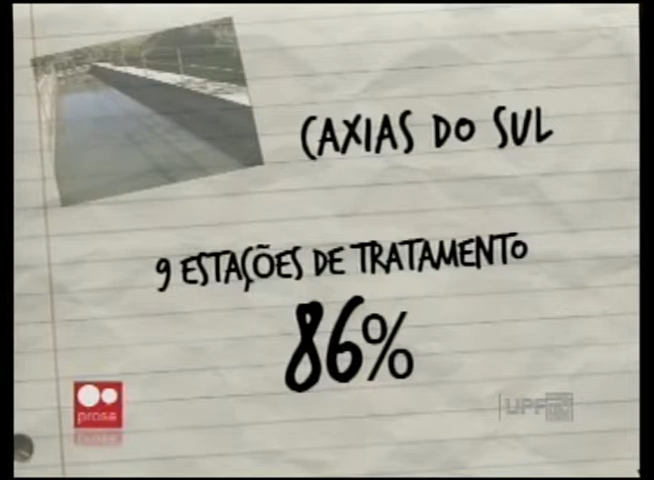 CAXIAS DO SUL
9 ESTAÇÕES DE TRATAMENTO
86%
prosa
UPF